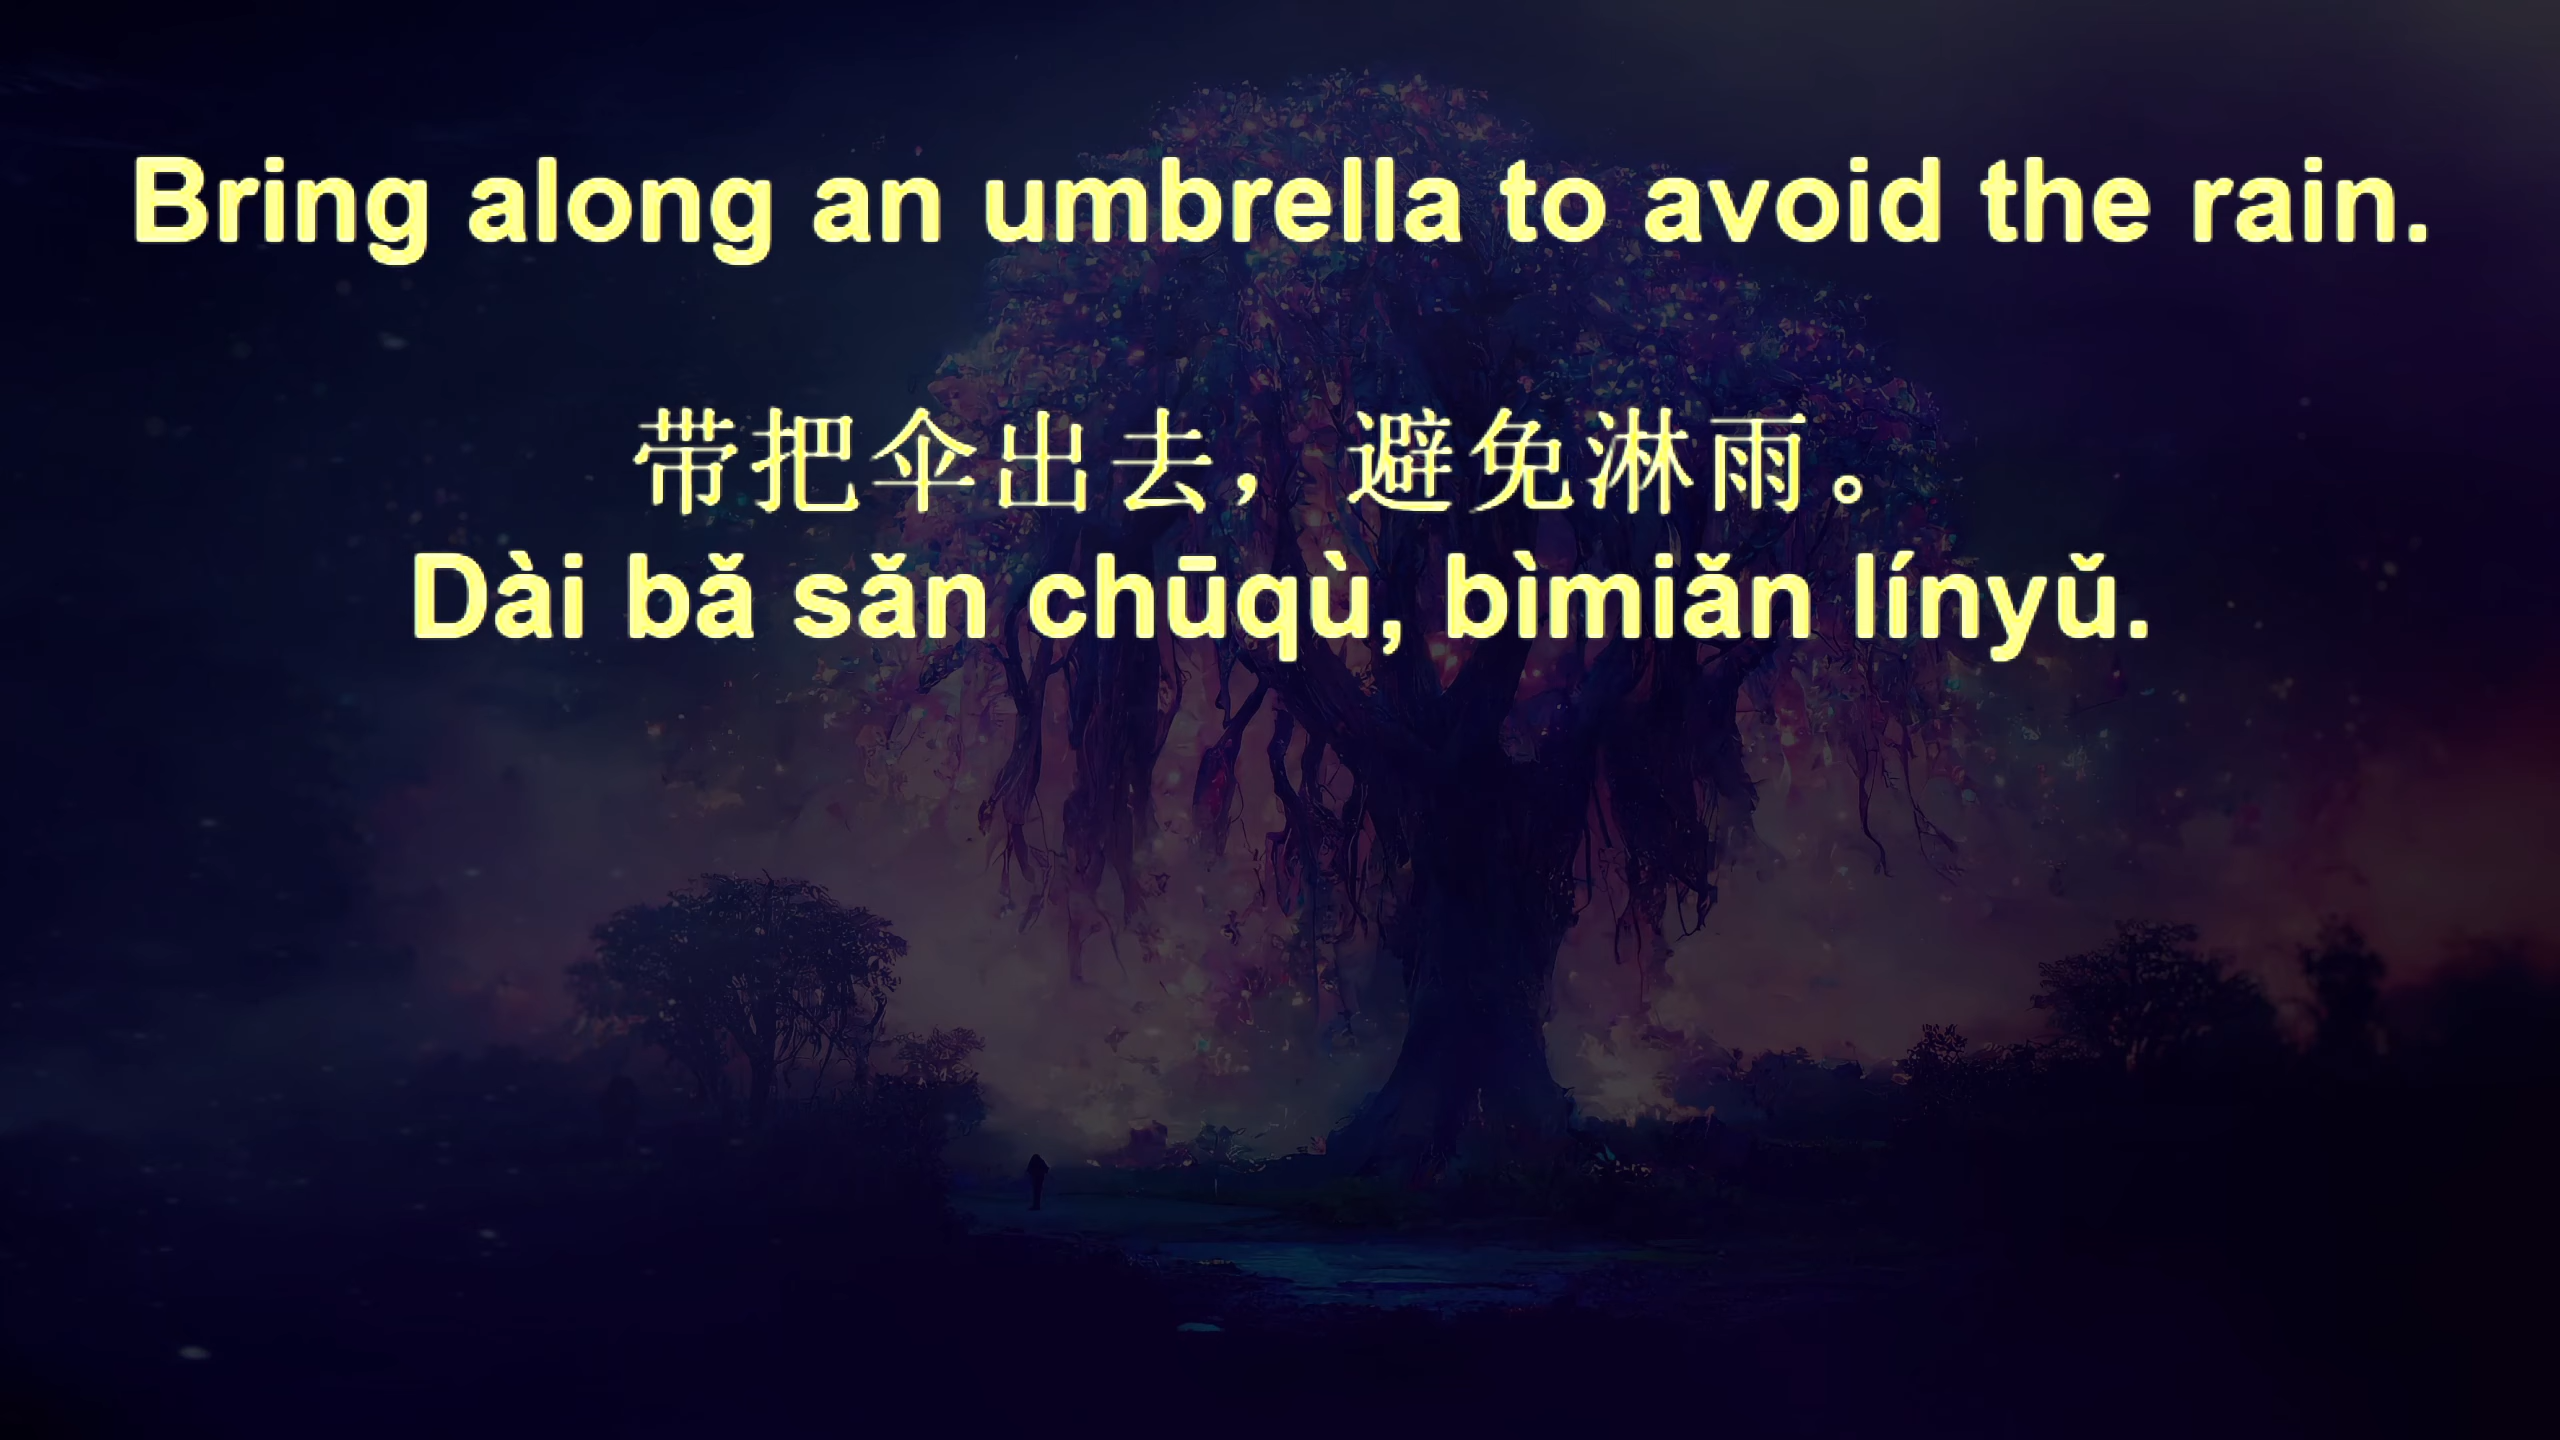 Bring along an umbrella to avoid the rain.
带把伞出去，避免淋雨。
Dài bǎ sǎn chūqù, bìmiǎn línyǔ.